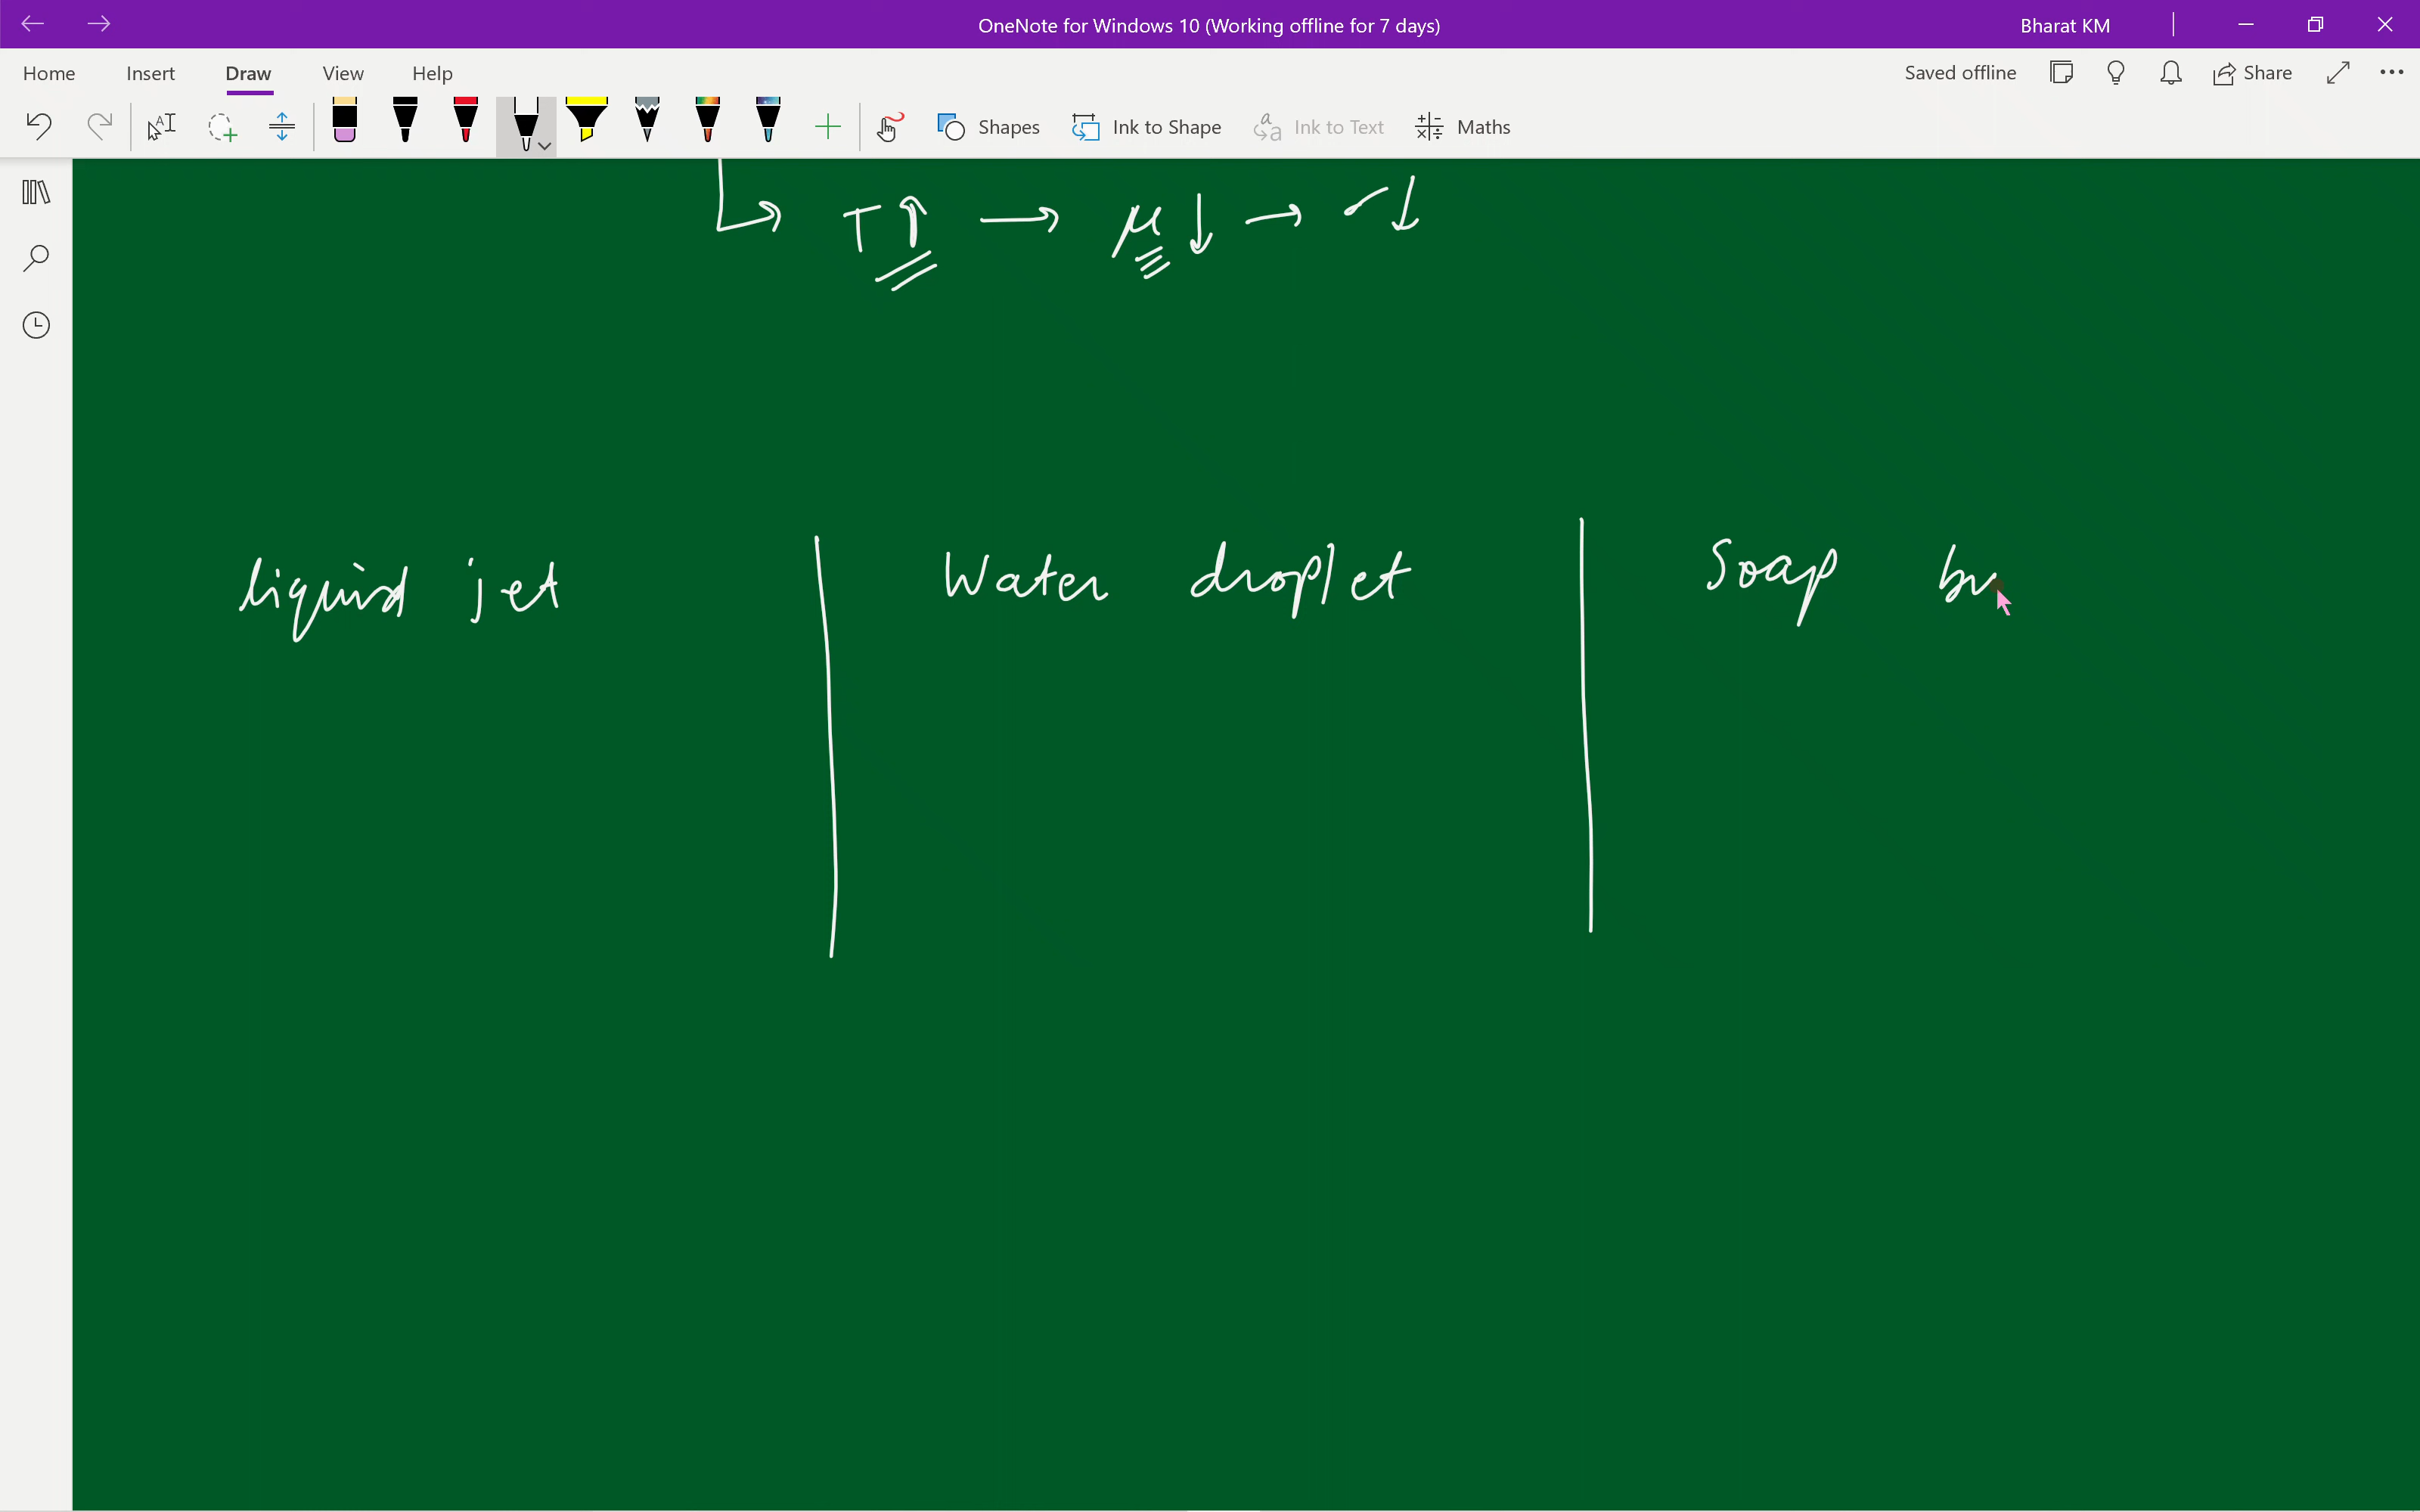 OneNote for Windows 10 (Working offline for 7 days) Bharat KM
Home Insert Draw View Help Saved offline Share
Shapes Ink to Shape Ink to Text Maths
T↑ → μ↓ → ↓
liquid jet Water droplet Soap bu